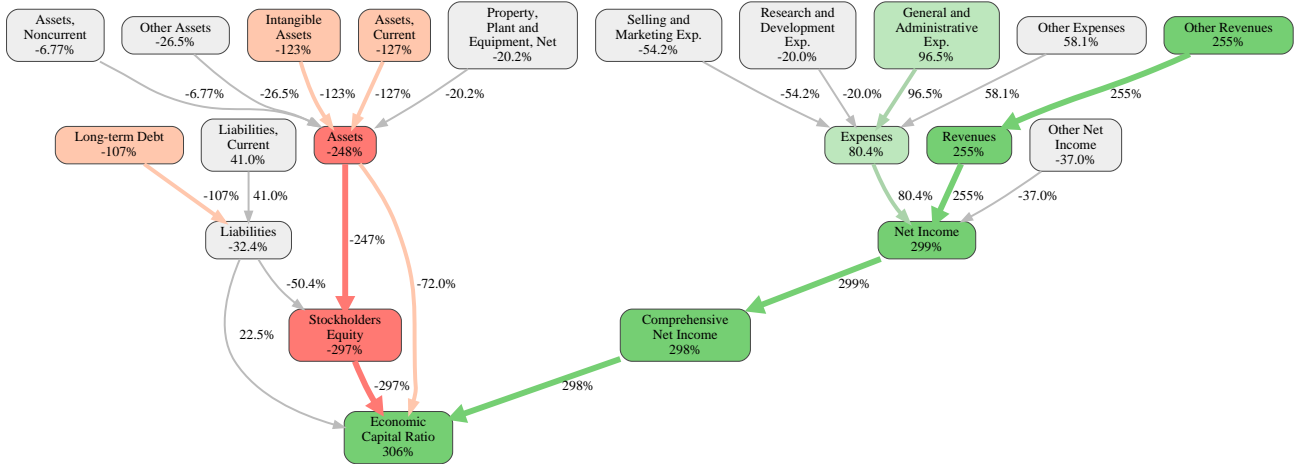 Assets,
Noncurrent
-6.77%
Other Assets
-26.5%
Intangible
Assets
-123%
Assets,
Current
-127%
Property,
Plant and
Equipment, Net
-20.2%
Selling and
Marketing Exp.
-54.2%
Research and
Development
Exp.
-20.0%
General and
Administrative
Exp.
96.5%
Other Expenses
58.1%
Other Revenues
255%
-6.77%
-26.5%
-123%
-127%
-20.2%
-54.2%
-20.0%
96.5%
58.1%
255%
Long-term Debt
-107%
Liabilities,
Current
41.0%
Assets
-248%
Expenses
80.4%
Revenues
255%
Other Net
Income
-37.0%
-107%
41.0%
80.4%
255%
-37.0%
Liabilities
-32.4%
-247%
Net Income
299%
-50.4%
-72.0%
299%
22.5%
Stockholders
Equity
-297%
Comprehensive
Net Income
298%
-297%
298%
Economic
Capital Ratio
306%